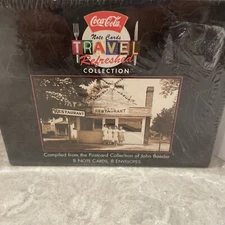 Coca-Cola
Note Cards
TRAVEL
Refreshed
COLLECTION
RESTAURANT
RESTAURANT
Compiled from the Postcard Collection of John Baeder
8 NOTE CARDS, 8 ENVELOPES